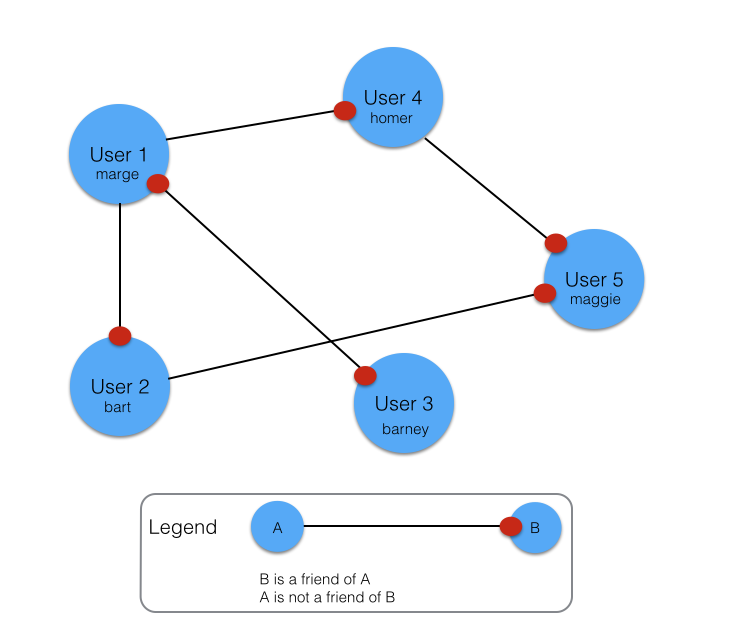 User 4
homer
User 1
marge
User 5
maggie
User 2
bart
User 3
barney
Legend
A
B
B is a friend of A
A is not a friend of B